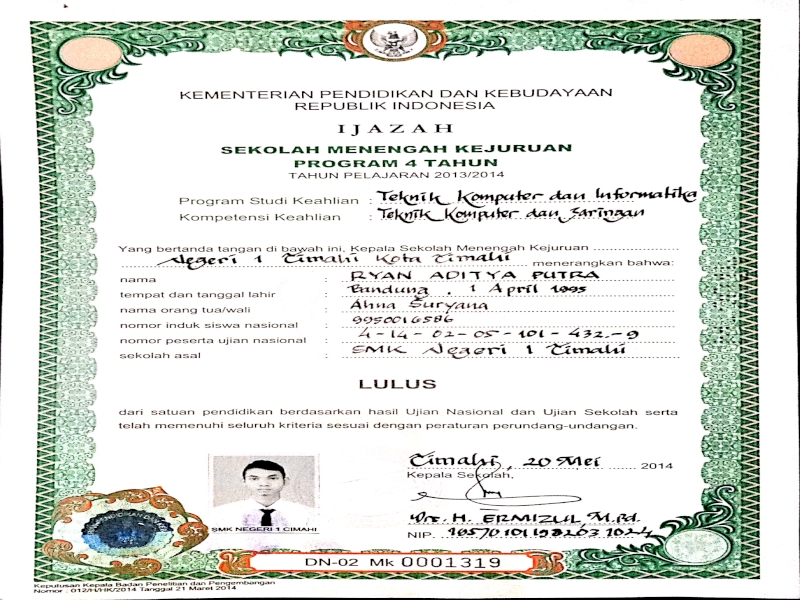 KEMENTERIAN PENDIDIKAN DAN KEBUDAYAAN
REPUBLIK INDONESIA
IJAZAH
SEKOLAH MENENGAH KEJURUAN
PROGRAM 4 TAHUN
TAHUN PELAJARAN 2013/2014
Program Studi Keahlian : Teknik Komputer dan Informatika
Kompetensi Keahlian : Teknik Komputer dan Jaringan
Yang bertanda tangan di bawah ini, Kepala Sekolah Menengah Kejuruan
Negeri 1 Cimahi Kota Cimahi menerangkan bahwa:
nama : RYAN ADITYA PUTRA
tempat dan tanggal lahir : Bandung, 1 April 1995
nama orang tua/wali : Ahna Suryana
nomor induk siswa nasional : 9950016586
nomor peserta ujian nasional : 4-14-02-05-101-432-9
sekolah asal : SMK Negeri 1 Cimahi
LULUS
dari satuan pendidikan berdasarkan hasil Ujian Nasional dan Ujian Sekolah serta
telah memenuhi seluruh kriteria sesuai dengan peraturan perundang-undangan.
Cimahi, 20 Mei 2014
Kepala Sekolah,
SMK NEGERI 1 CIMAHI
Drs. H. ERMIZUL, M.Pd.
NIP.
DN-02 Mk 0001319
Keputusan Kepala Badan Penelitian dan Pengembangan
Nomor : 012/H/HK/2014 Tanggal 21 Maret 2014